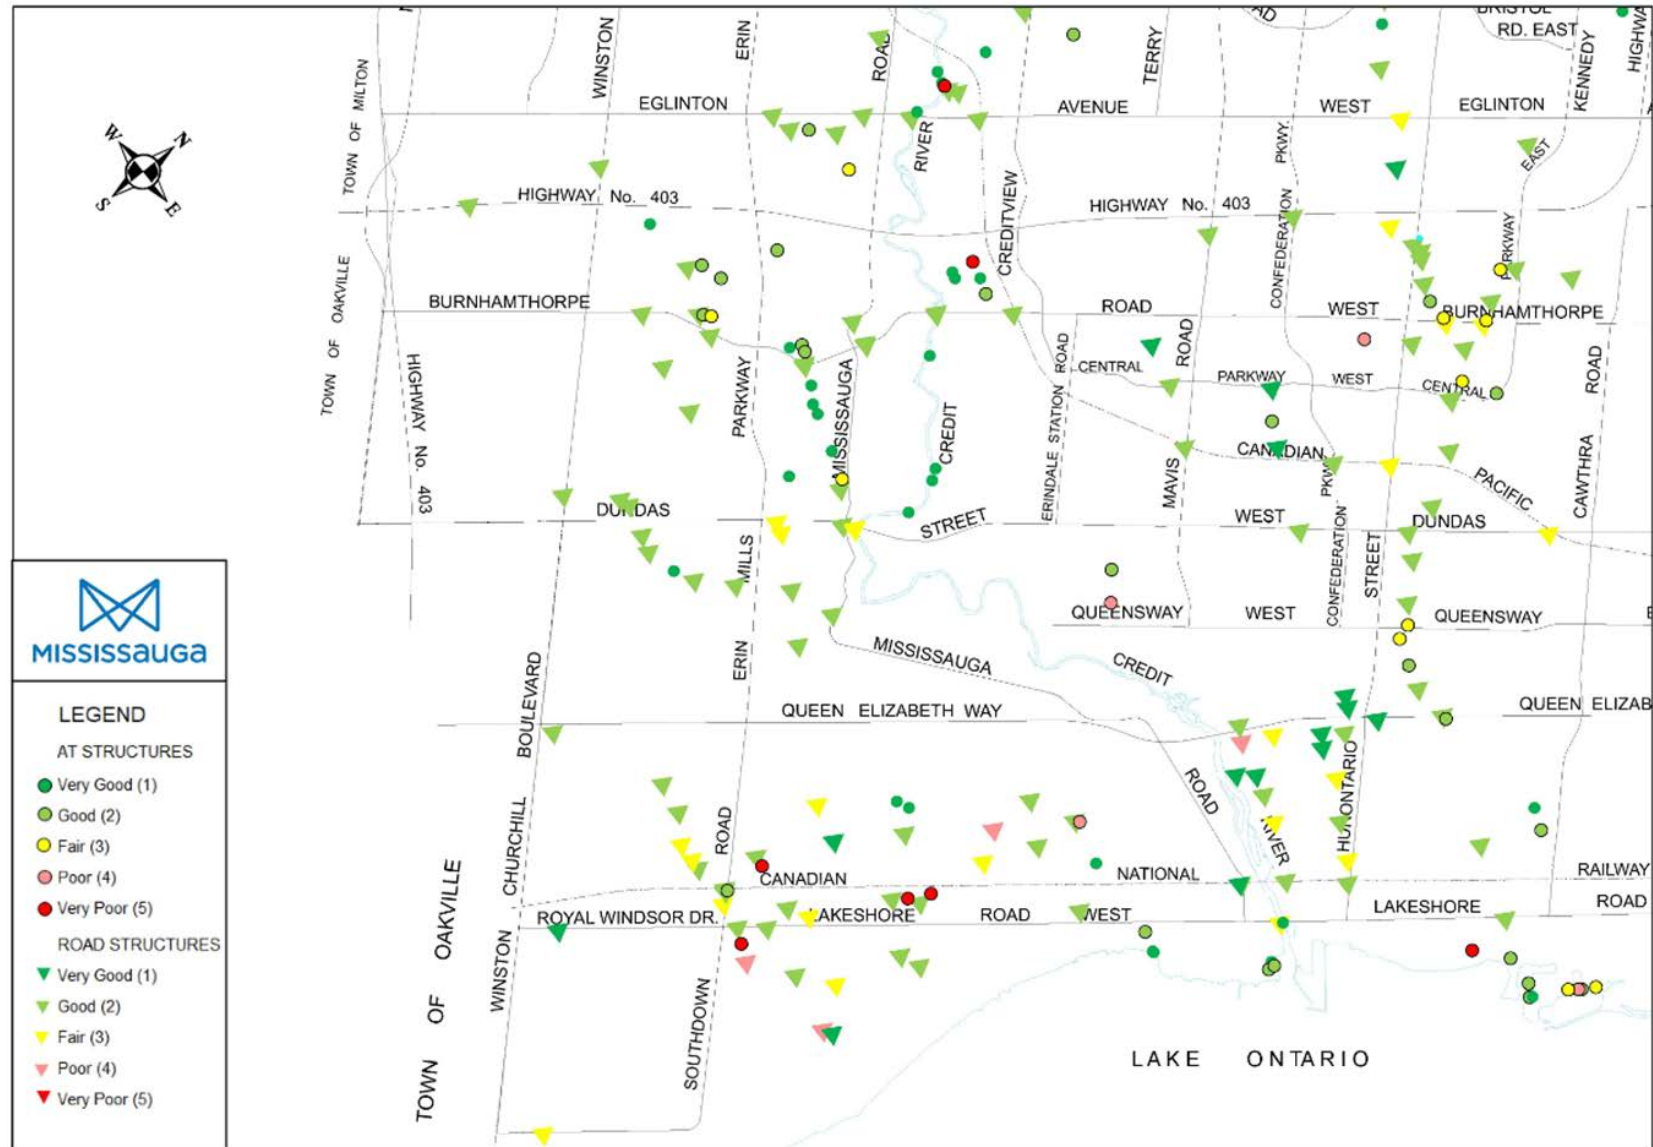 BRISTOL
RD. EAST
WINSTON
ERIN
ROAD
TERRY
KENNEDY
TOWN OF MILTON
EGLINTON
AVENUE
WEST
EGLINTON
RIVER
PKWY.
EAST
W
N
S
E
HIGHWAY No. 403
HIGHWAY No. 403
CREDITVIEW
CONFEDERATION
PARKWAY
TOWN OF OAKVILLE
BURNHAMTHORPE
ROAD
WEST
BURNHAMTHORPE
HIGHWAY No. 403
PARKWAY
MISSISSAUGA
CREDIT
ERINDALE STATION ROAD
CENTRAL
ROAD
PARKWAY
WEST
CENTRAL
ROAD
CANADIAN
PKWY.
PACIFIC
MAVIS
CAWTHRA
DUNDAS
STREET
WEST
DUNDAS
MILLS
CONFEDERATION
STREET
QUEENSWAY
WEST
QUEENSWAY
ERIN
MISSISSAUGA
CREDIT
BOULEVARD
QUEEN ELIZABETH WAY
QUEEN ELIZAB
ROAD
HURONTARIO
RIVER
CHURCHILL
ROAD
CANADIAN
NATIONAL
RAILWAY
ROYAL WINDSOR DR.
LAKESHORE
ROAD
WEST
LAKESHORE
ROAD
WINSTON
TOWN OF OAKVILLE
SOUTHDOWN
LAKE ONTARIO
MISSISSAUGA
LEGEND
AT STRUCTURES
Very Good (1)
Good (2)
Fair (3)
Poor (4)
Very Poor (5)
ROAD STRUCTURES
Very Good (1)
Good (2)
Fair (3)
Poor (4)
Very Poor (5)